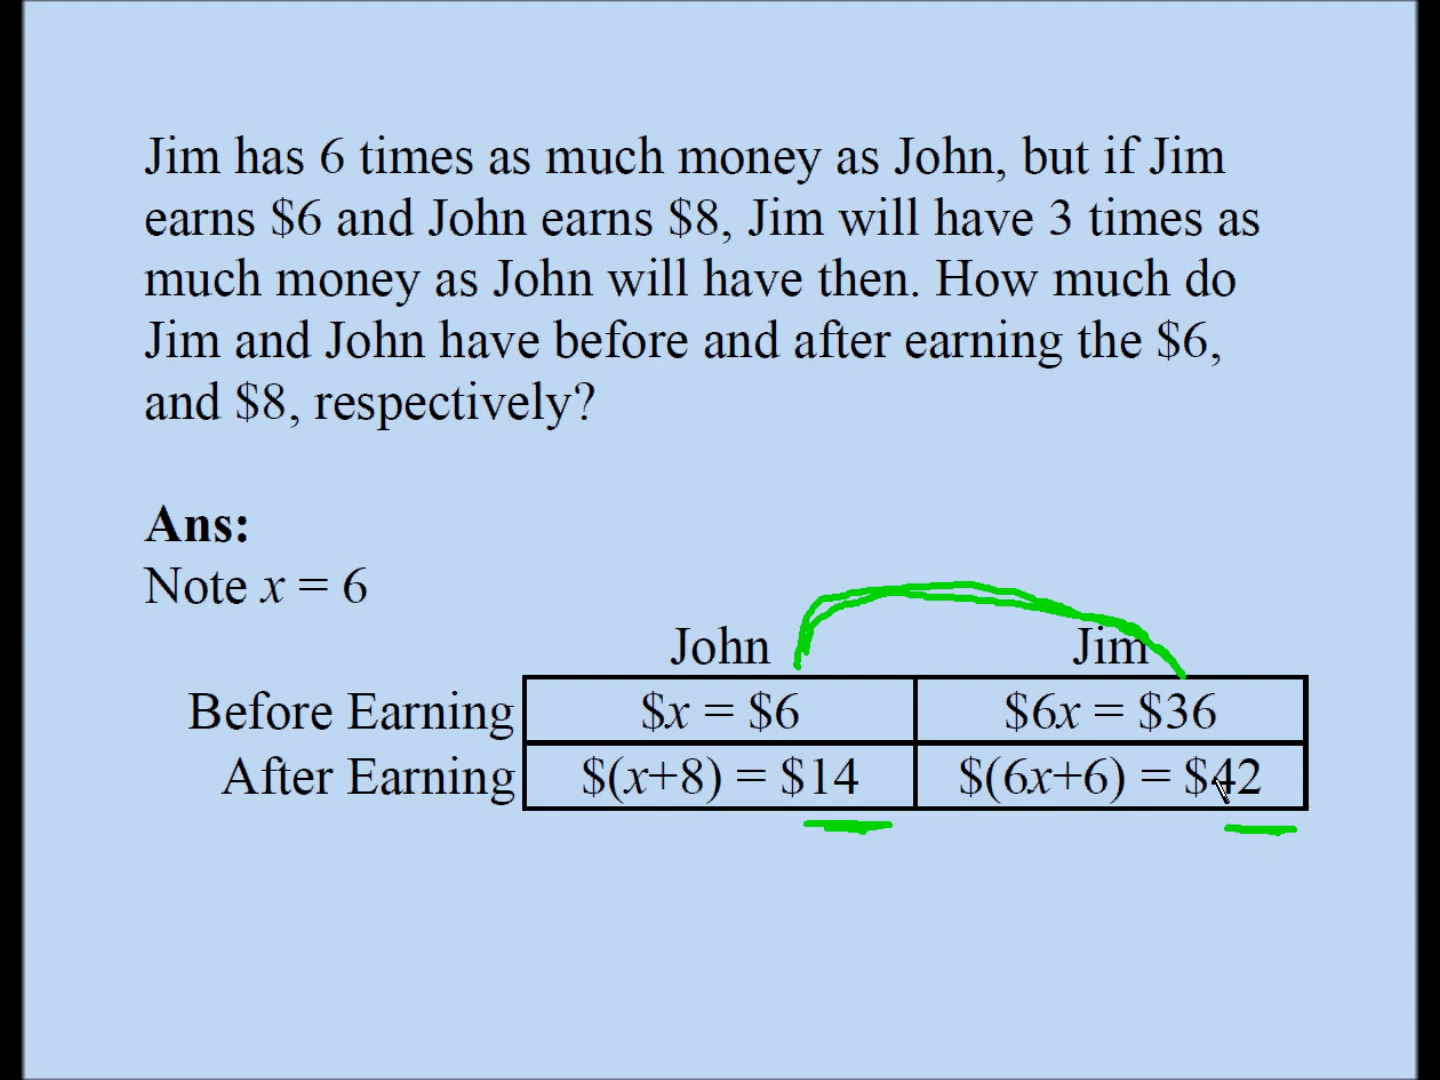 Jim has 6 times as much money as John, but if Jim
earns $6 and John earns $8, Jim will have 3 times as
much money as John will have then. How much do
Jim and John have before and after earning the $6,
and $8, respectively?
Ans:
Note x = 6
John Jim
Before Earning $x = $6 $6x = $36
After Earning $(x+8) = $14 $(6x+6) = $42